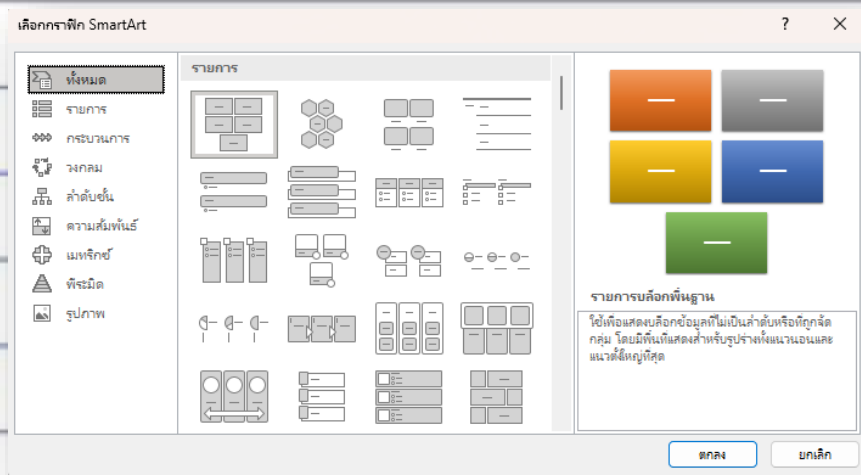 เลือกกราฟิก SmartArt
?
ทั้งหมด
รายการ
กระบวนการ
วงกลม
ลำดับชั้น
ความสัมพันธ์
เมทริกซ์
พีระมิด
รูปภาพ
รายการ
รายการบล็อกพื้นฐาน
ใช้เพื่อแสดงบล็อกข้อมูลที่ไม่เป็นลำดับหรือที่ถูกจัด
กลุ่ม โดยมีพื้นที่แสดงสำหรับรูปร่างทั้งแนวนอนและ
แนวตั้งใหญ่ที่สุด
ตกลง
ยกเลิก